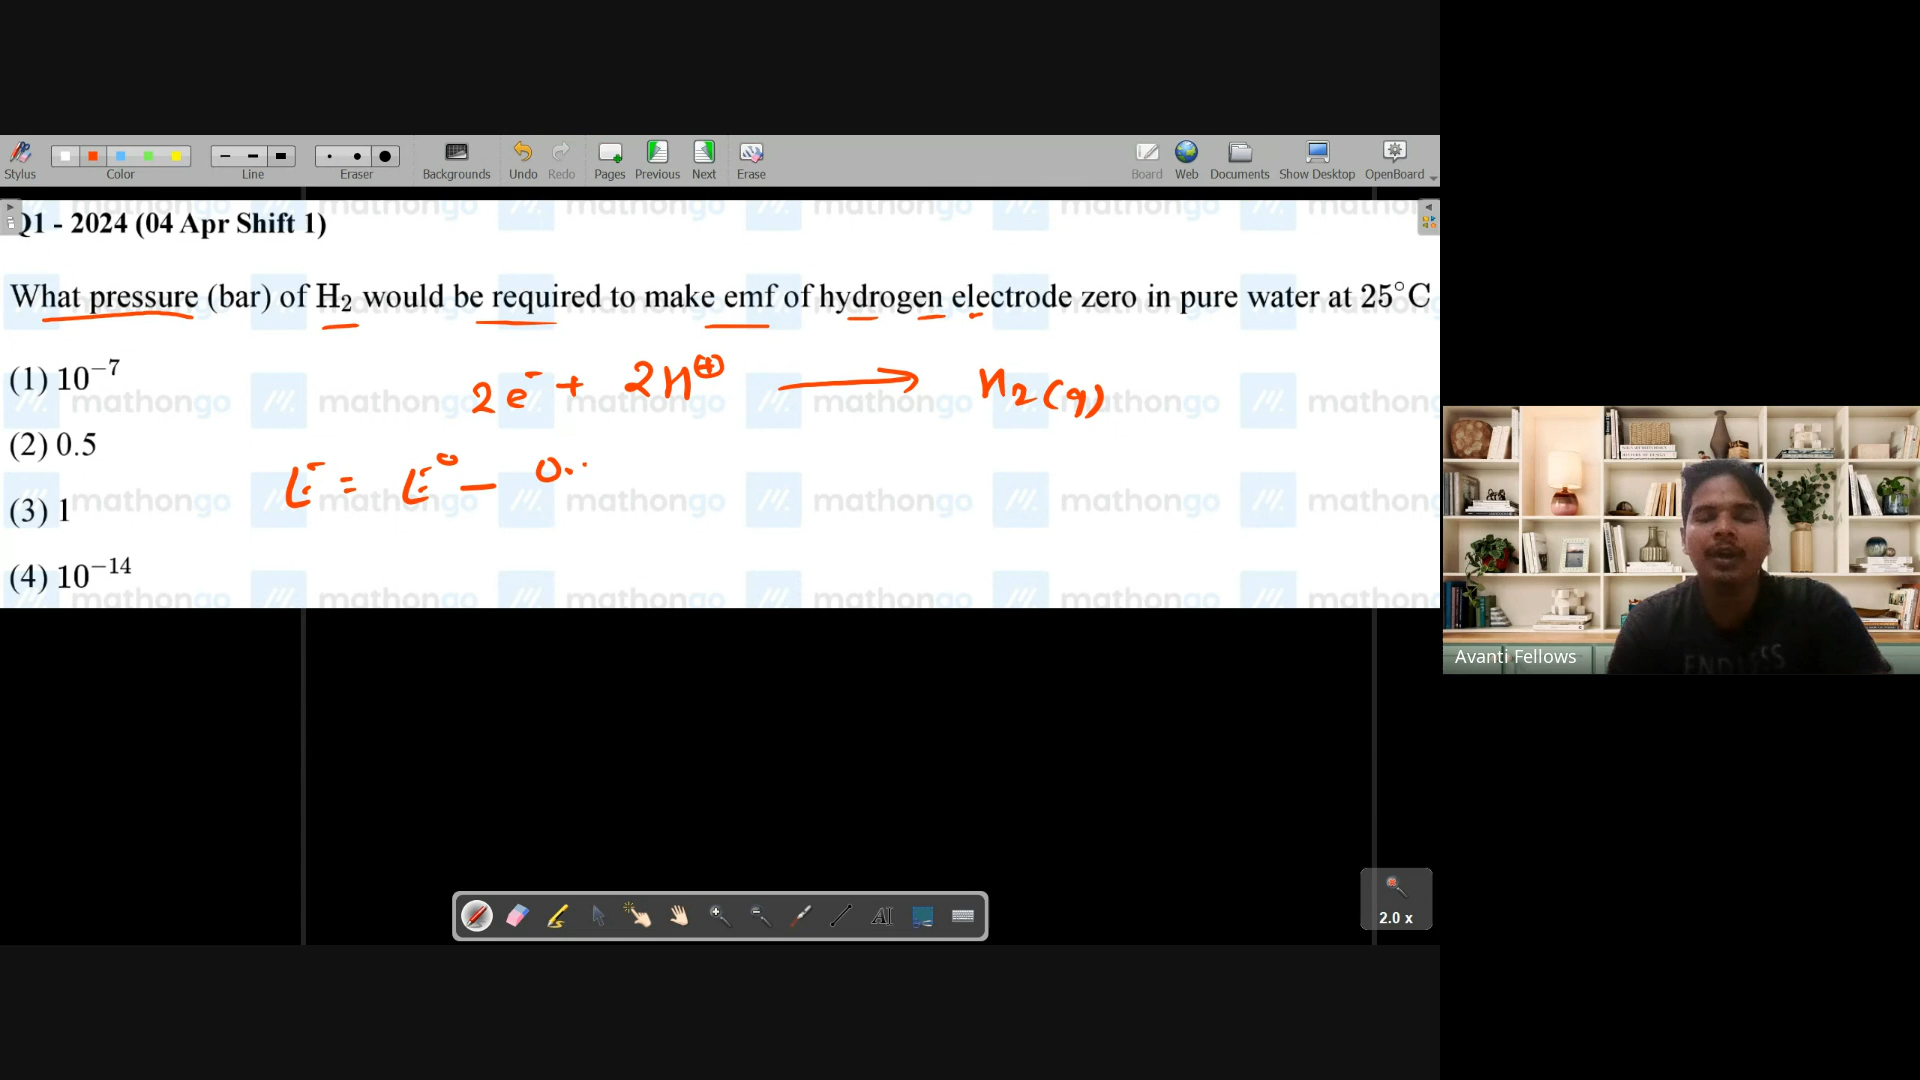 Stylus Color Line Eraser Backgrounds Undo Redo Pages Previous Next Erase Board Web Documents Show Desktop OpenBoard
Q1 - 2024 (04 Apr Shift 1)
What pressure (bar) of H₂ would be required to make emf of hydrogen electrode zero in pure water at 25°C
(1) 10⁻⁷
2e⁻ + 2H⊕ → H₂(g)
(2) 0.5
E = E⁰ - 0.
(3) 1
(4) 10⁻¹⁴
mathongo
Avanti Fellows
ENDLESS
2.0 x